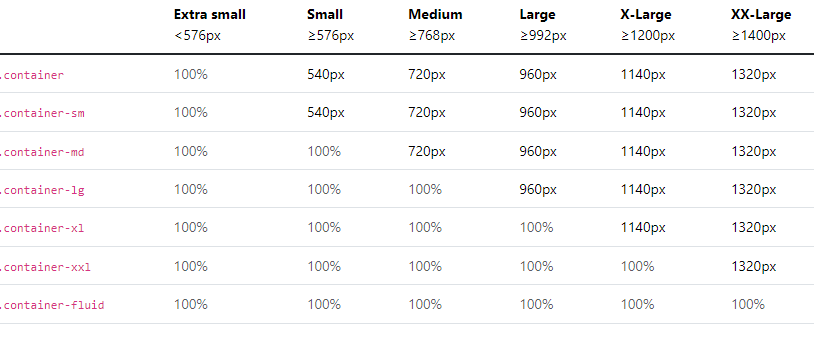 Extra small Small Medium Large X-Large XX-Large
<576px ≥576px ≥768px ≥992px ≥1200px ≥1400px
.container 100% 540px 720px 960px 1140px 1320px
.container-sm 100% 540px 720px 960px 1140px 1320px
.container-md 100% 100% 720px 960px 1140px 1320px
.container-lg 100% 100% 100% 960px 1140px 1320px
.container-xl 100% 100% 100% 100% 1140px 1320px
.container-xxl 100% 100% 100% 100% 100% 1320px
.container-fluid 100% 100% 100% 100% 100% 100%